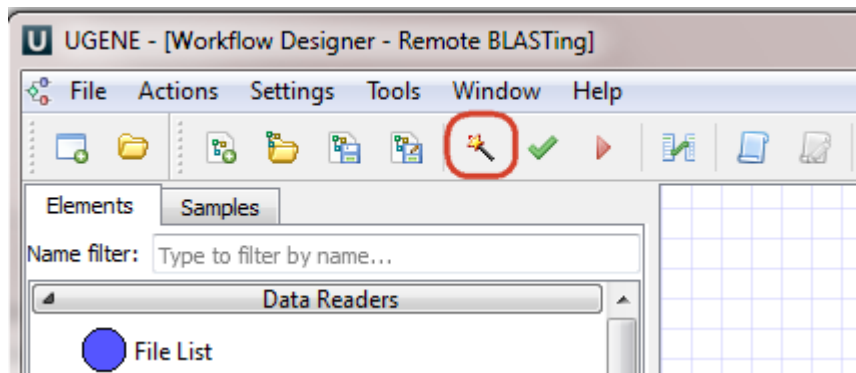 U UGENE - [Workflow Designer - Remote BLASTing]
File Actions Settings Tools Window Help
Elements Samples
Name filter: Type to filter by name...
Data Readers
File List